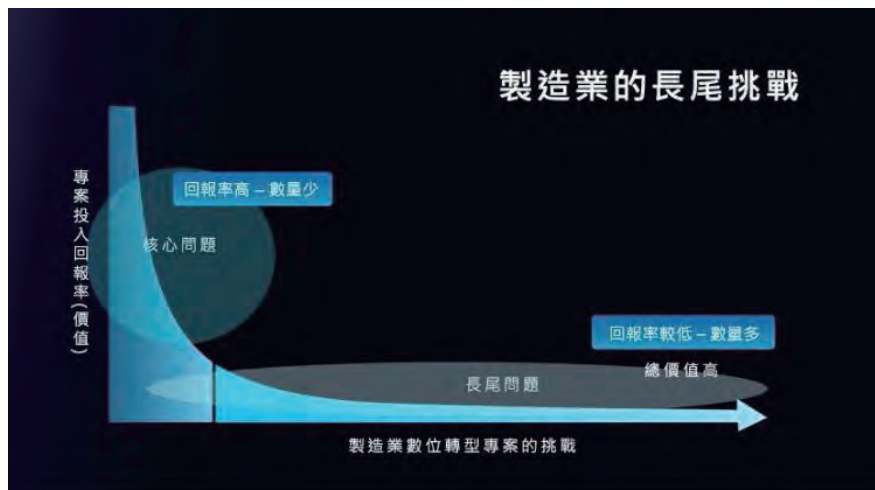 製造業的長尾挑戰
專案投入回報率(價值)
回報率高 – 數量少
核心問題
回報率較低 – 數量多
總價值高
長尾問題
製造業數位轉型專案的挑戰